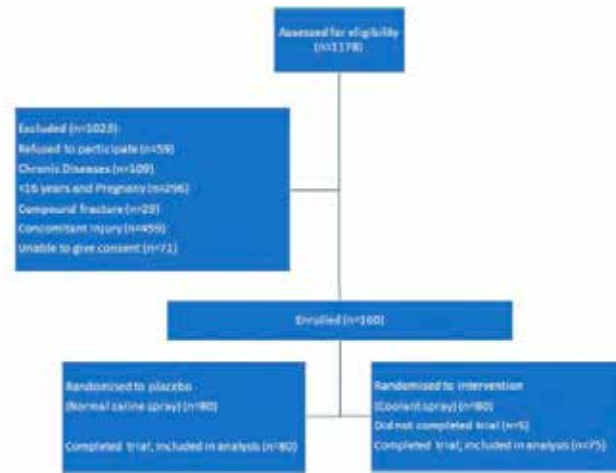 Assessed for eligibility
(n=1178)
Excluded (n=1023)
Refused to participate (n=59)
Chronic Diseases (n=109)
<16 years and Pregnany (n=296)
Compound fracture (n=29)
Concomitant Injury (n=459)
Unable to give consent (n=71)
Enrolled (n=160)
Randomised to placebo
(Normal saline spray) (n=80)
Completed trial, included in analysis (n=80)
Randomised to intervention
(Coolant spray) (n=80)
Did not completed trial (n=5)
Completed trial, included in analysis (n=75)